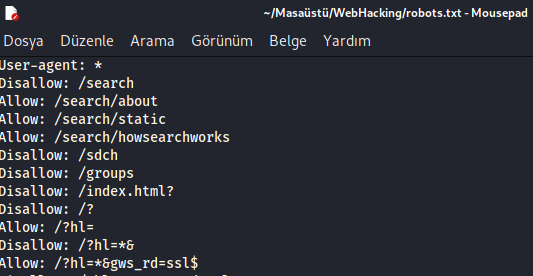 ~/Masaüstü/WebHacking/robots.txt - Mousepad
Dosya Düzenle Arama Görünüm Belge Yardım
User-agent: *
Disallow: /search
Allow: /search/about
Allow: /search/static
Allow: /search/howsearchworks
Disallow: /sdch
Disallow: /groups
Disallow: /index.html?
Disallow: /?
Allow: /?hl=
Disallow: /?hl=*&
Allow: /?hl=*&gws_rd=ssl$